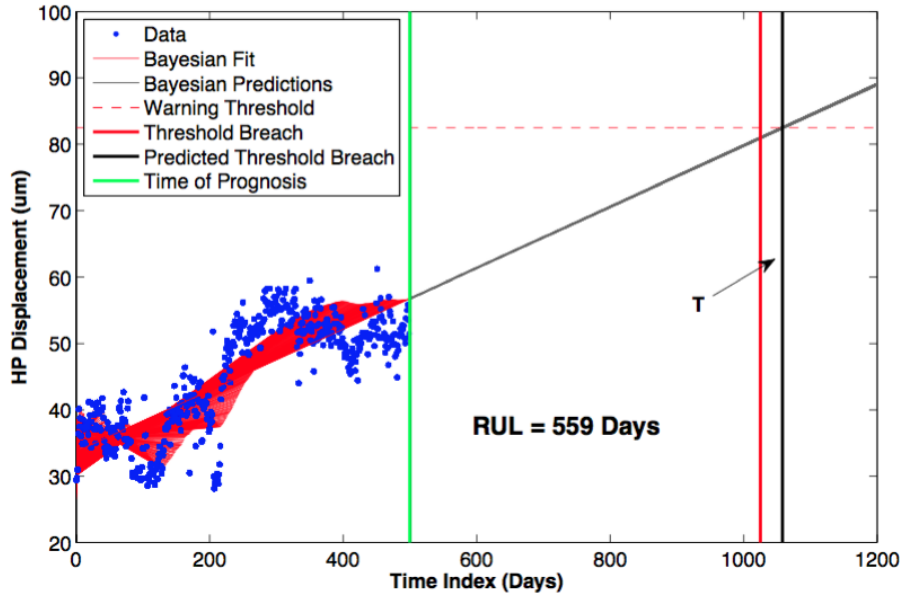 100
90
80
70
60
50
40
30
20
HP Displacement (um)
Data
Bayesian Fit
Bayesian Predictions
Warning Threshold
Threshold Breach
Predicted Threshold Breach
Time of Prognosis
T
RUL = 559 Days
0 200 400 600 800 1000 1200
Time Index (Days)